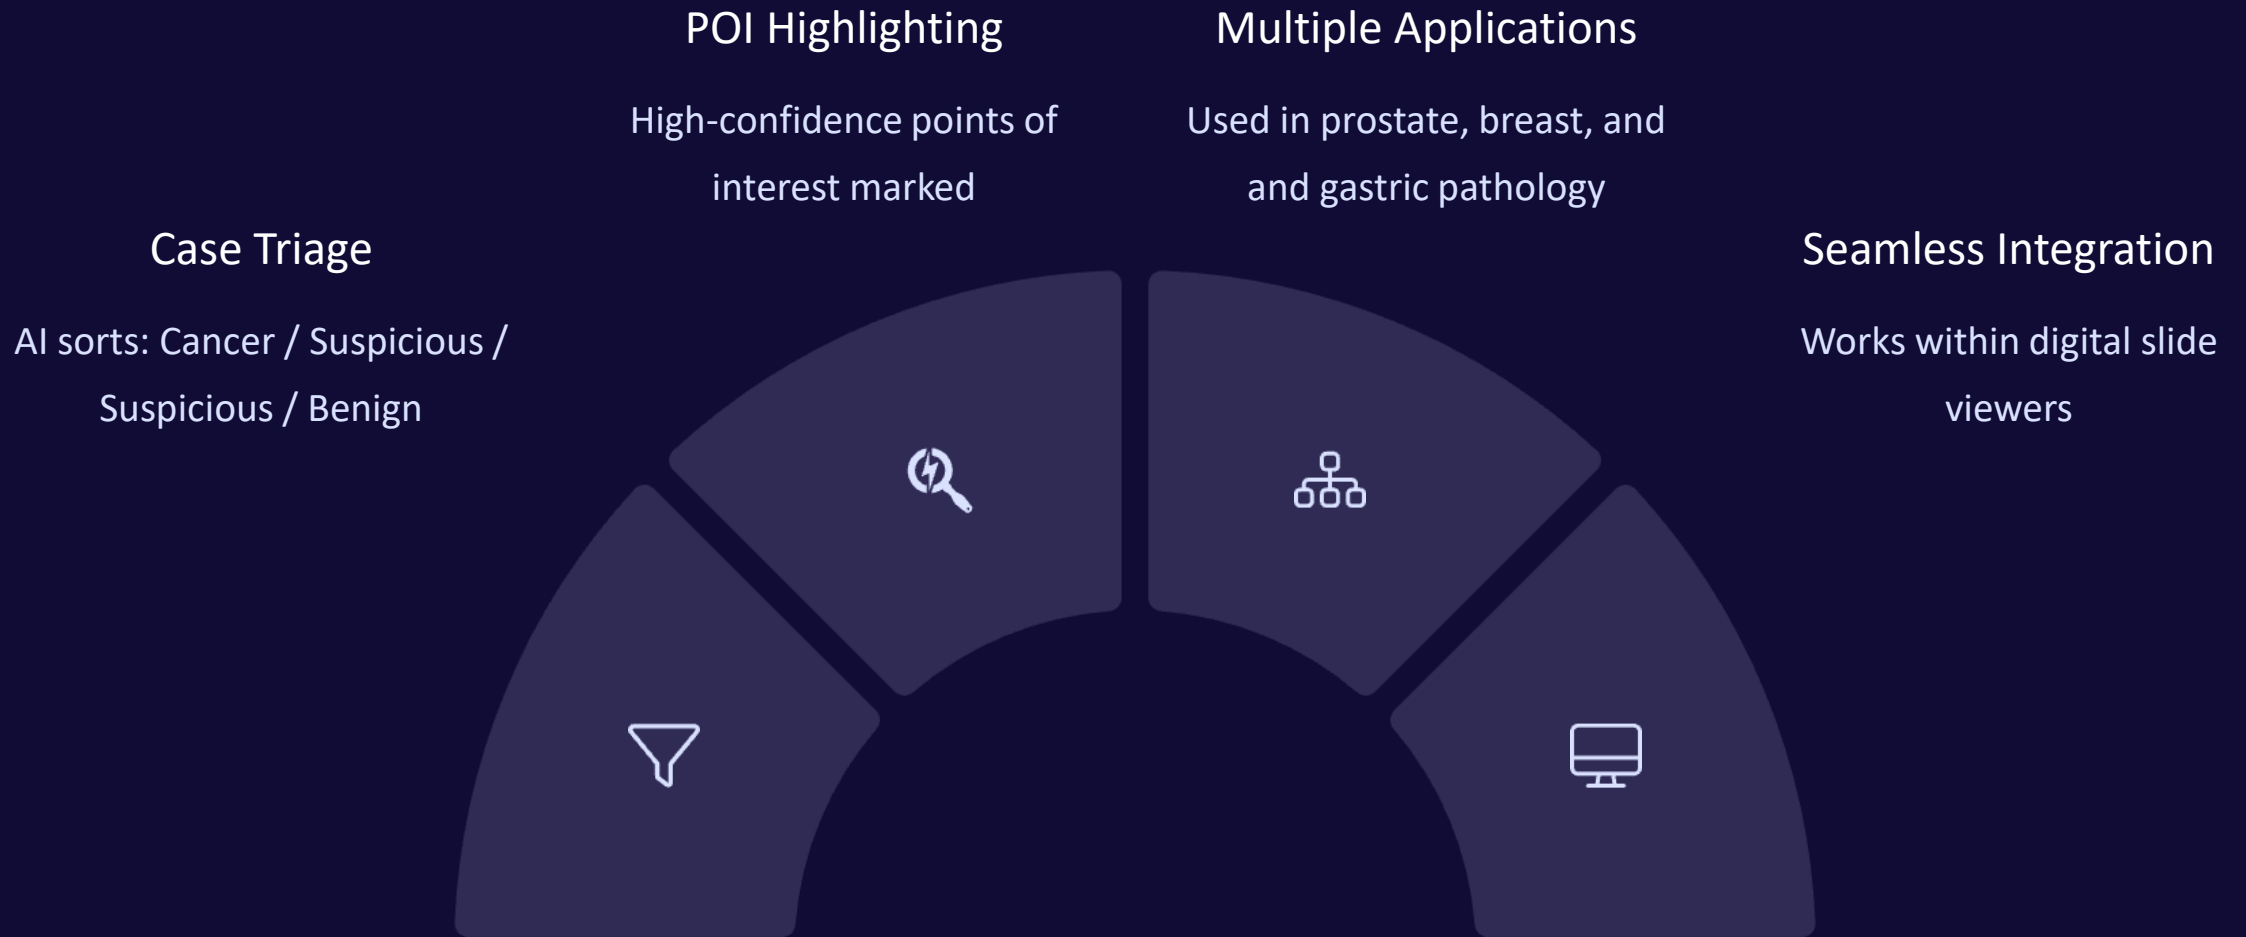 Case Triage
AI sorts: Cancer / Suspicious /
Suspicious / Benign
POI Highlighting
High-confidence points of
interest marked
Multiple Applications
Used in prostate, breast, and
and gastric pathology
Seamless Integration
Works within digital slide
viewers